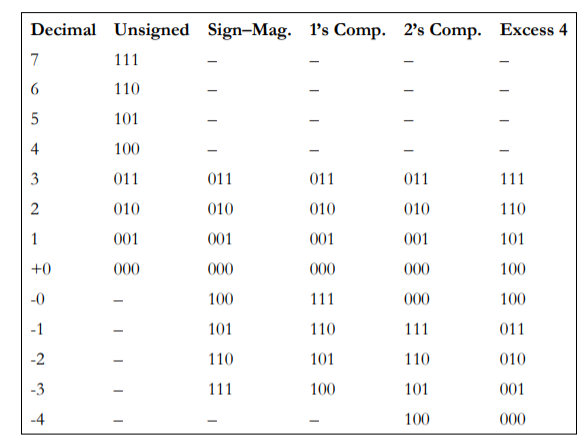 Decimal Unsigned Sign–Mag. 1's Comp. 2's Comp. Excess 4
7 111 – – – –
6 110 – – – –
5 101 – – – –
4 100 – – – –
3 011 011 011 011 111
2 010 010 010 010 110
1 001 001 001 001 101
+0 000 000 000 000 100
-0 – 100 111 000 100
-1 – 101 110 111 011
-2 – 110 101 110 010
-3 – 111 100 101 001
-4 – – – 100 000